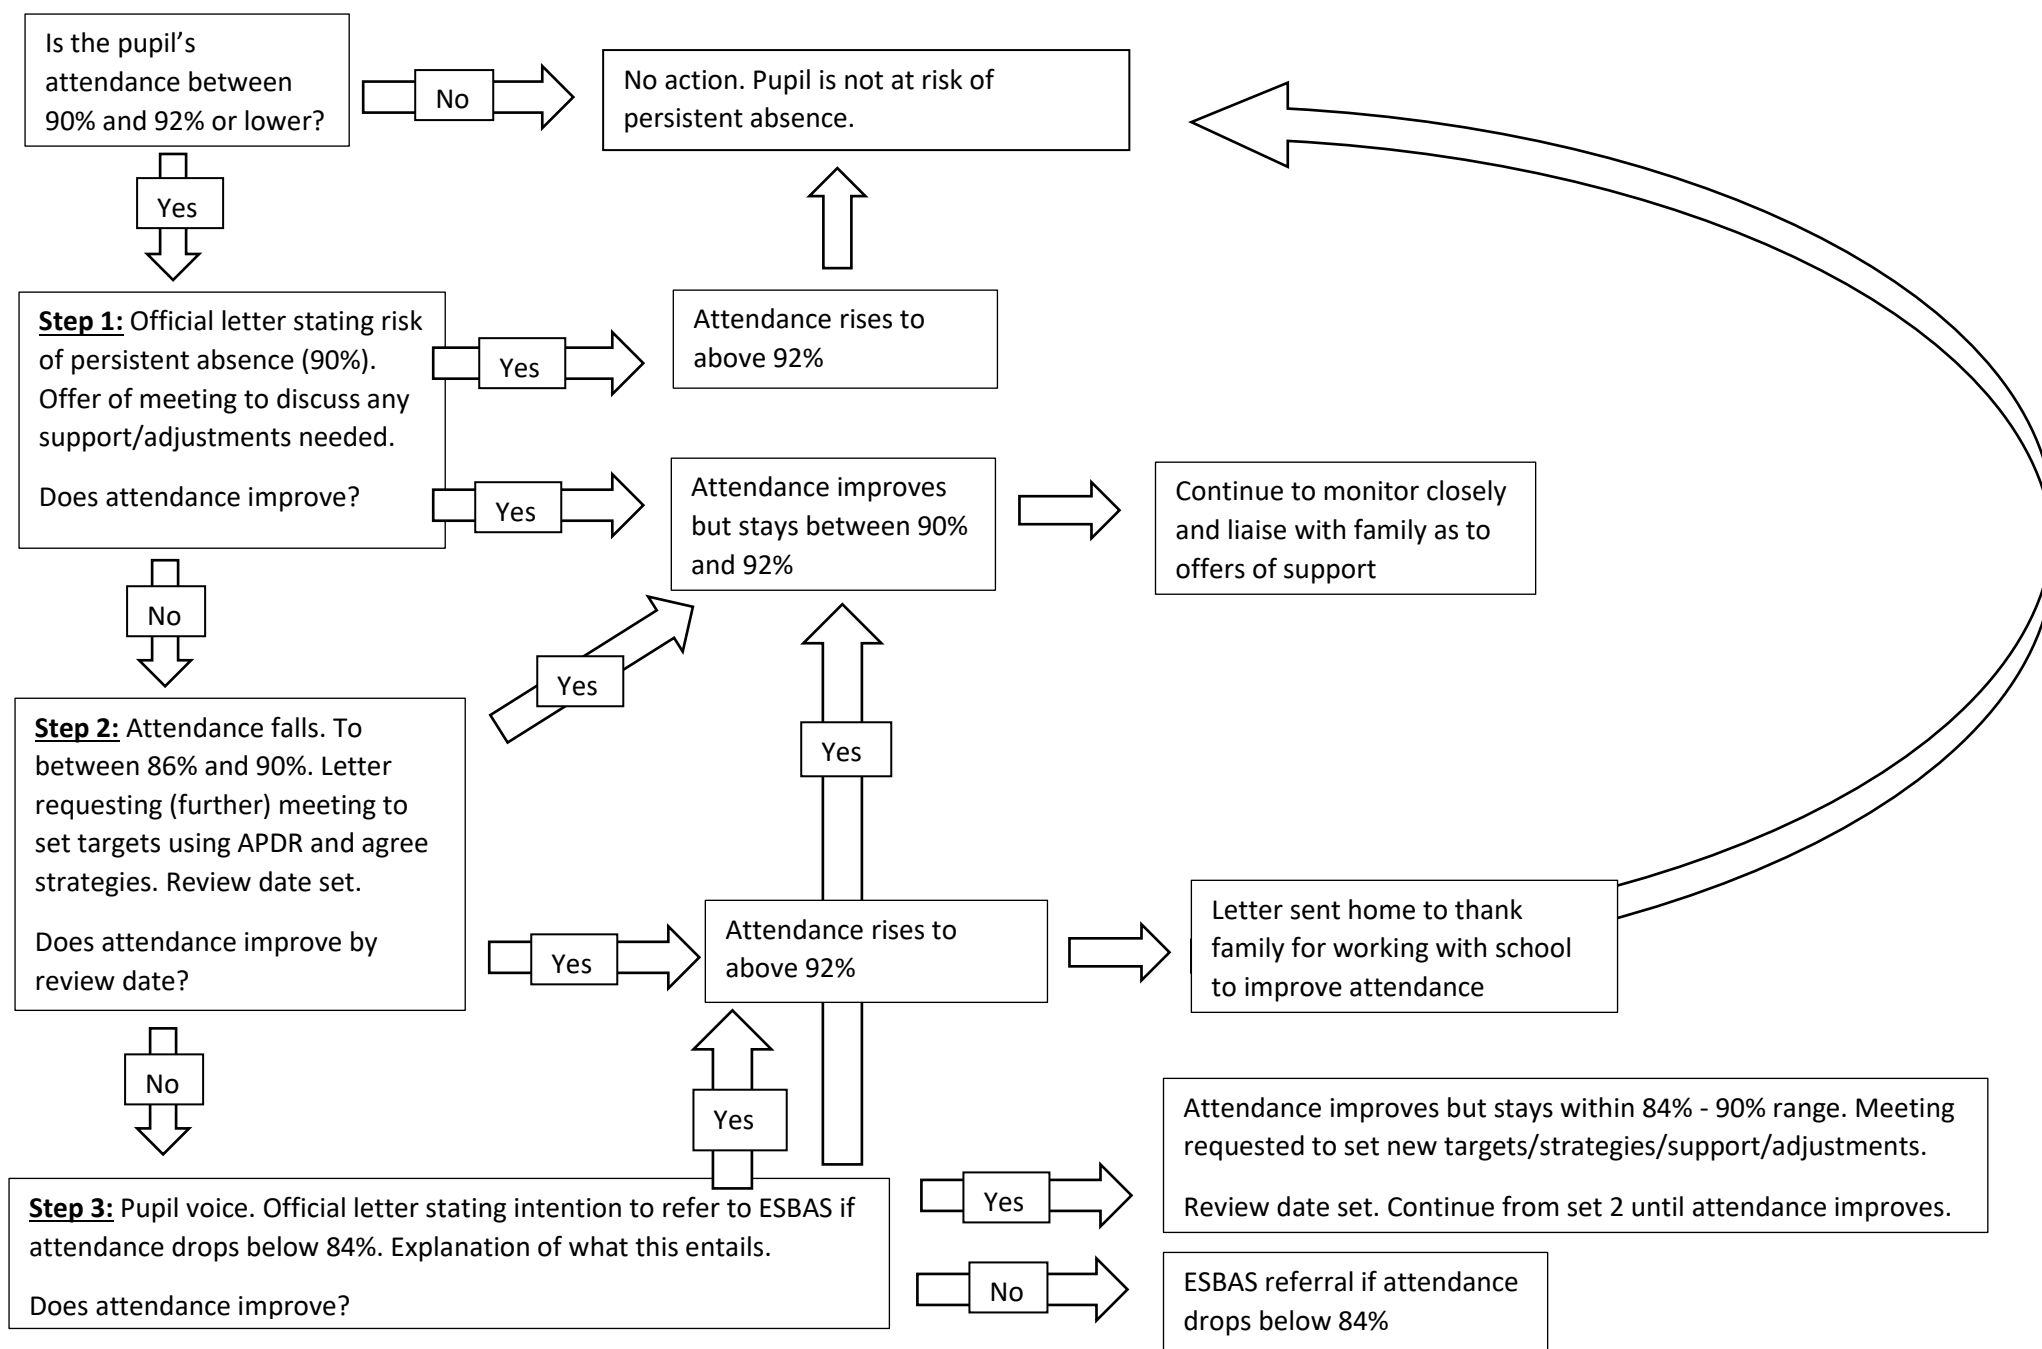 Is the pupil’s
attendance between
90% and 92% or lower?
No
No action. Pupil is not at risk of
persistent absence.
Yes
Step 1: Official letter stating risk
of persistent absence (90%).
Offer of meeting to discuss any
support/adjustments needed.
Does attendance improve?
Yes
Attendance rises to
above 92%
Yes
Attendance improves
but stays between 90%
and 92%
Continue to monitor closely
and liaise with family as to
offers of support
No
Yes
Step 2: Attendance falls. To
between 86% and 90%. Letter
requesting (further) meeting to
set targets using APDR and agree
strategies. Review date set.
Does attendance improve by
review date?
Yes
Yes
Attendance rises to
above 92%
Letter sent home to thank
family for working with school
to improve attendance
No
Yes
Step 3: Pupil voice. Official letter stating intention to refer to ESBAS if
attendance drops below 84%. Explanation of what this entails.
Does attendance improve?
Yes
Attendance improves but stays within 84% - 90% range. Meeting
requested to set new targets/strategies/support/adjustments.
Review date set. Continue from set 2 until attendance improves.
No
ESBAS referral if attendance
drops below 84%